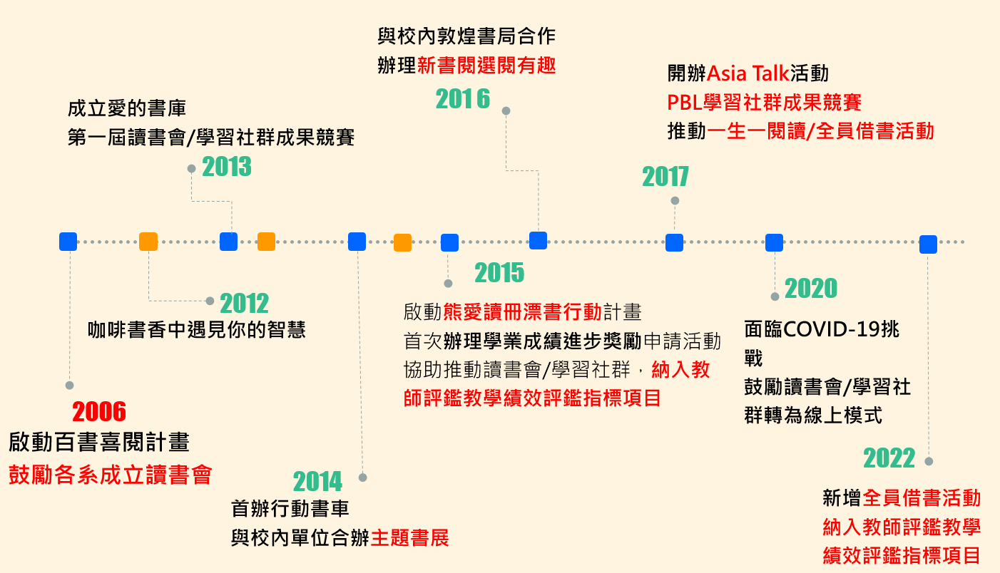 2006
啟動百書喜閱計畫
鼓勵各系成立讀書會
2012
咖啡書香中遇見你的智慧
成立愛的書庫
第一屆讀書會/學習社群成果競賽
2013
2014
首辦行動書車
與校內單位合辦主題書展
2015
啟動熊愛讀冊漂書行動計畫
首次辦理學業成績進步獎勵申請活動
協助推動讀書會/學習社群，納入教
師評鑑教學績效評鑑指標項目
與校內敦煌書局合作
辦理新書閱選閱有趣
201 6
開辦Asia Talk活動
PBL學習社群成果競賽
推動一生一閱讀/全員借書活動
2017
2020
面臨COVID-19挑
戰
鼓勵讀書會/學習社
群轉為線上模式
2022
新增全員借書活動
納入教師評鑑教學
績效評鑑指標項目